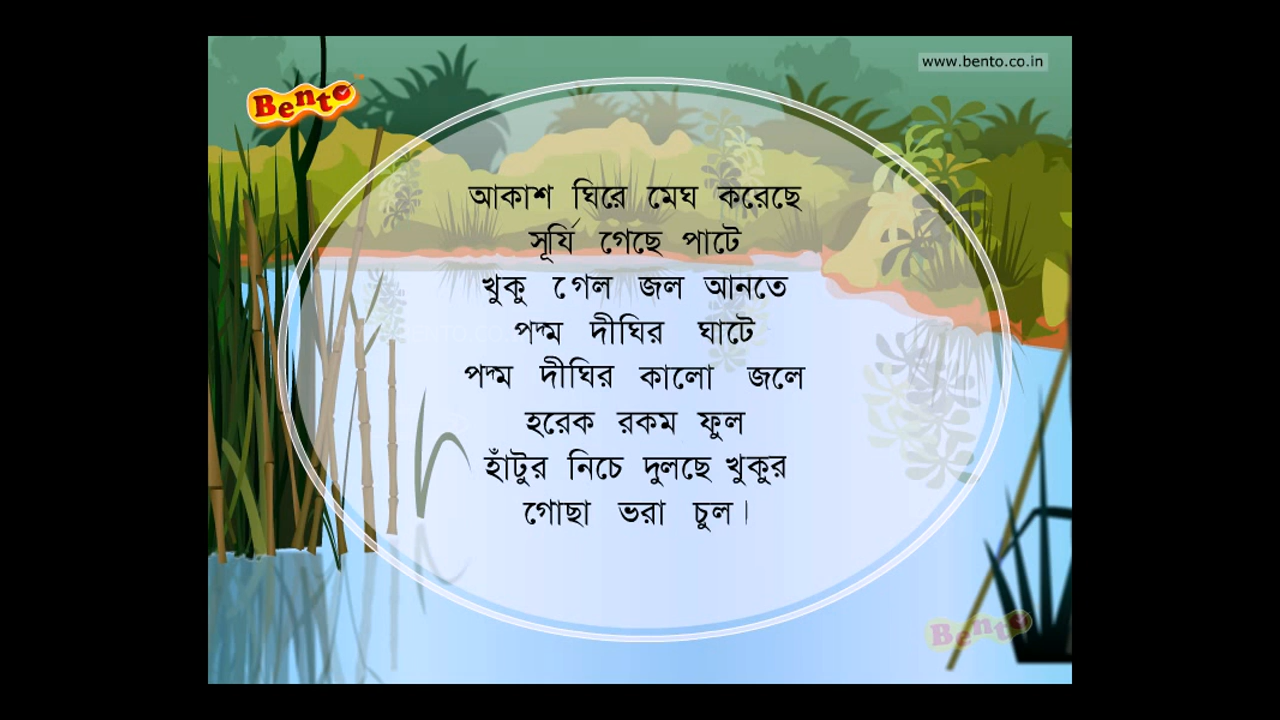 Bento
www.bento.co.in
আকাশ ঘিরে মেঘ করেছে
সূর্যি গেছে পাটে
খুকু গেল জল আনতে
পদ্ম দীঘির ঘাটে
পদ্ম দীঘির কালো জলে
হরেক রকম ফুল
হাঁটুর নিচে দুলছে খুকুর
গোছা ভরা চুল।
Bento